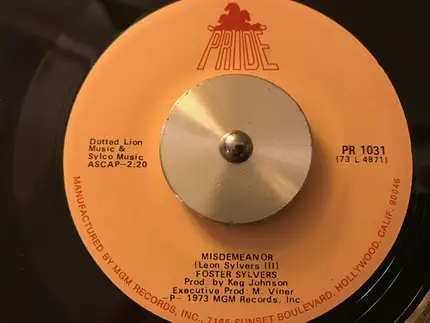 PRIDE
Dotted Lion
Music &
Sylco Music
ASCAP-2:20
PR 1031
(73 L 4871)
MISDEMEANOR
(Leon Sylvers III)
FOSTER SYLVERS
Prod. by Keg Johnson
Executive Prod: M. Viner
-P- 1973 MGM Records, Inc.
MANUFACTURED BY MGM RECORDS, INC., 7165 SUNSET BOULEVARD, HOLLYWOOD, CALIF. 90046